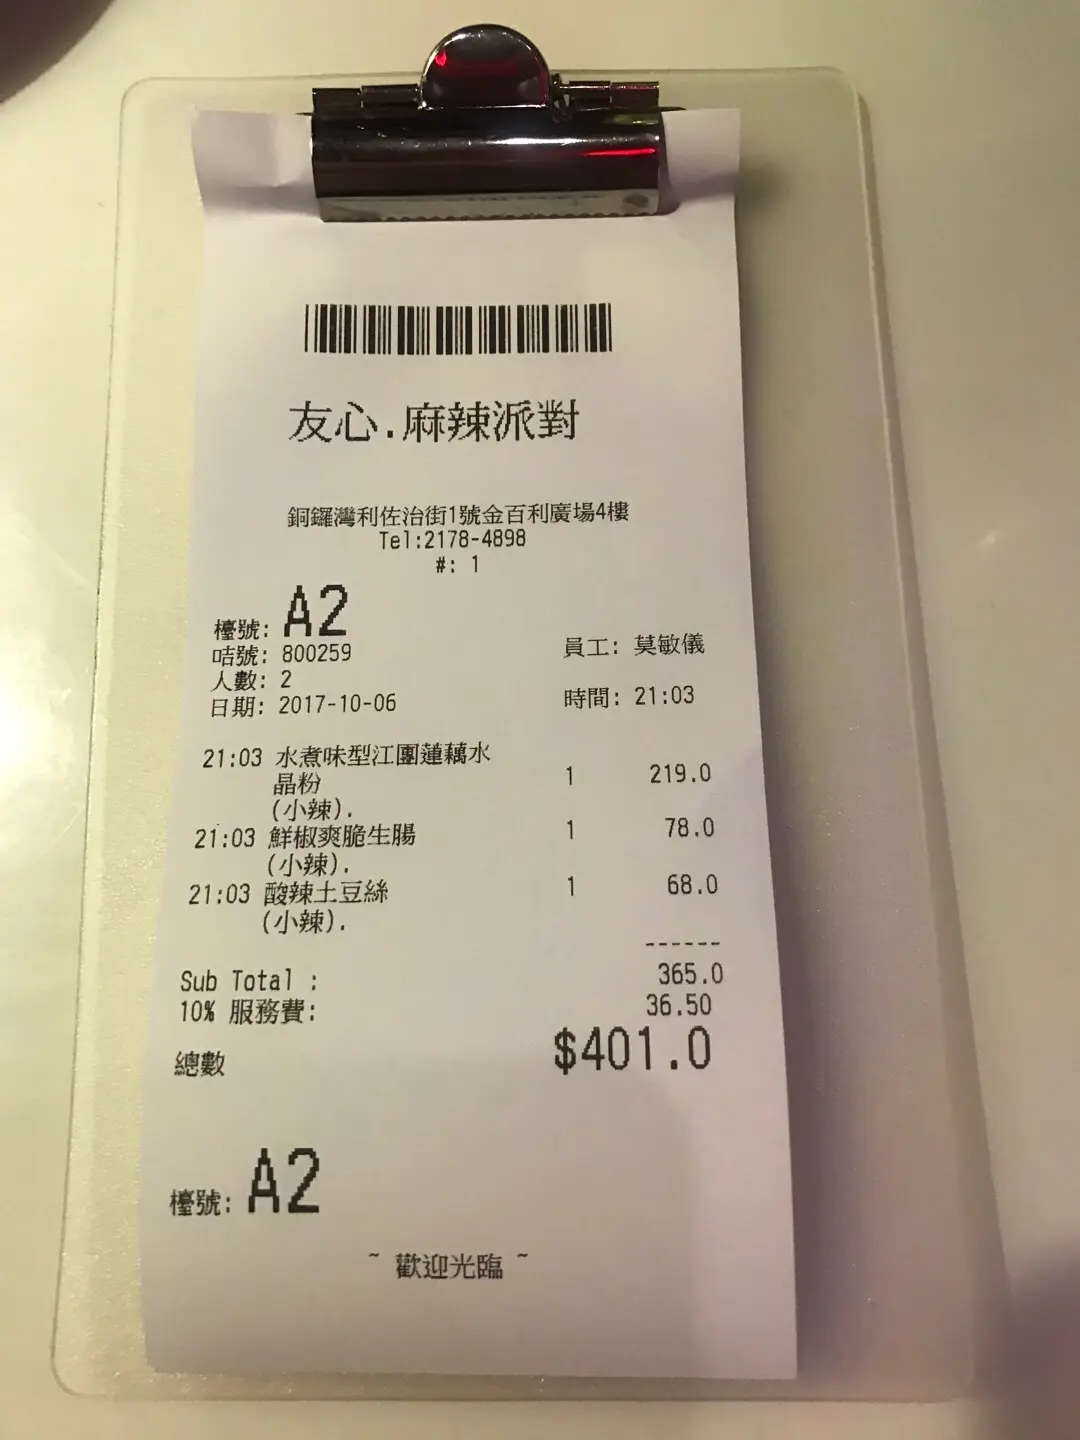 友心.麻辣派對
銅鑼灣利佐治街1號金百利廣場4樓
Tel:2178-4898
#: 1
檯號: A2
咭號: 800259 員工: 莫敏儀
人數: 2
日期: 2017-10-06 時間: 21:03
21:03 水煮味型江團蓮藕水
晶粉 1 219.0
(小辣).
21:03 鮮椒爽脆生腸 1 78.0
(小辣).
21:03 酸辣土豆絲 1 68.0
(小辣).
------
Sub Total : 365.0
10% 服務費: 36.50
總數 $401.0
檯號: A2
~ 歡迎光臨 ~